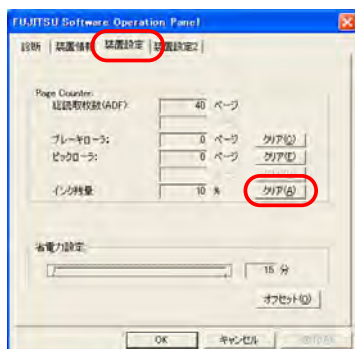 FUJITSU Software Operation Panel
診断 装置情報 装置設定 装置設定2
Page Counter:
総読取枚数(ADF): 40 ページ
ブレーキローラ: 0 ページ クリア(C)
ピックローラ: 0 ページ クリア(E)
インク残量 10 % クリア(A)
省電力設定:
15 分
オフセット(O)
OK キャンセル